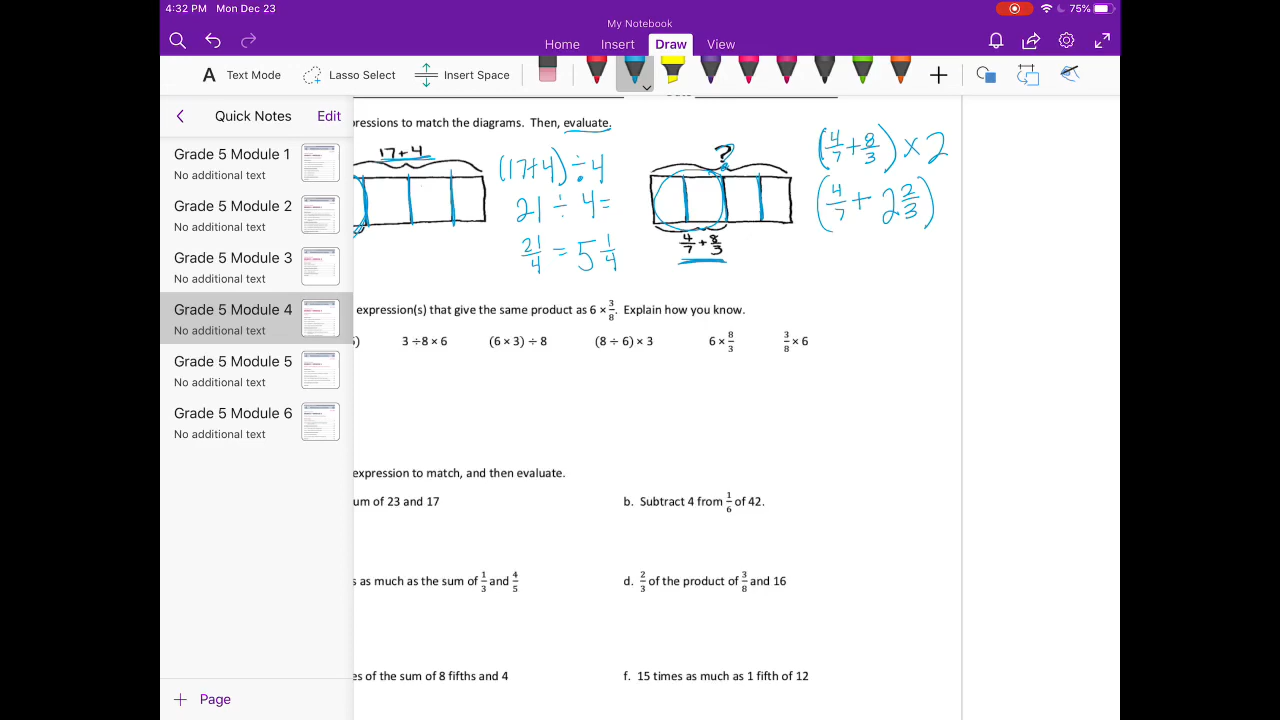 4:32 PM Mon Dec 23
75%
My Notebook
Home Insert Draw View
A Text Mode Lasso Select Insert Space
Quick Notes Edit
Grade 5 Module 1
No additional text
Grade 5 Module 2
No additional text
Grade 5 Module 3
No additional text
Grade 5 Module 4
No additional text
Grade 5 Module 5
No additional text
Grade 5 Module 6
No additional text
+ Page
pressions to match the diagrams. Then, evaluate.
17 + 4
(17+4) ÷ 4
21 ÷ 4 =
21/4 = 5 1/4
?
4/7 + 8/3
(4/7 + 8/3) × 2
(4/7 + 2 2/3)
expression(s) that give the same product as 6 × 3/8. Explain how you know.
) 3 ÷ 8 × 6 (6 × 3) ÷ 8 (8 ÷ 6) × 3 6 × 8/3 3/8 × 6
expression to match, and then evaluate.
um of 23 and 17
b. Subtract 4 from 1/6 of 42.
s as much as the sum of 1/3 and 4/5
d. 2/3 of the product of 3/8 and 16
es of the sum of 8 fifths and 4
f. 15 times as much as 1 fifth of 12